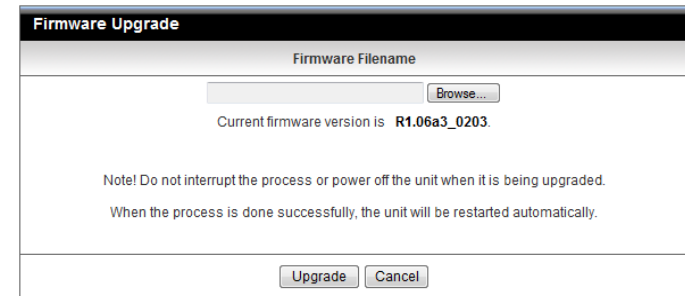 Firmware Upgrade
Firmware Filename
Browse...
Current firmware version is R1.06a3_0203.
Note! Do not interrupt the process or power off the unit when it is being upgraded.
When the process is done successfully, the unit will be restarted automatically.
Upgrade Cancel